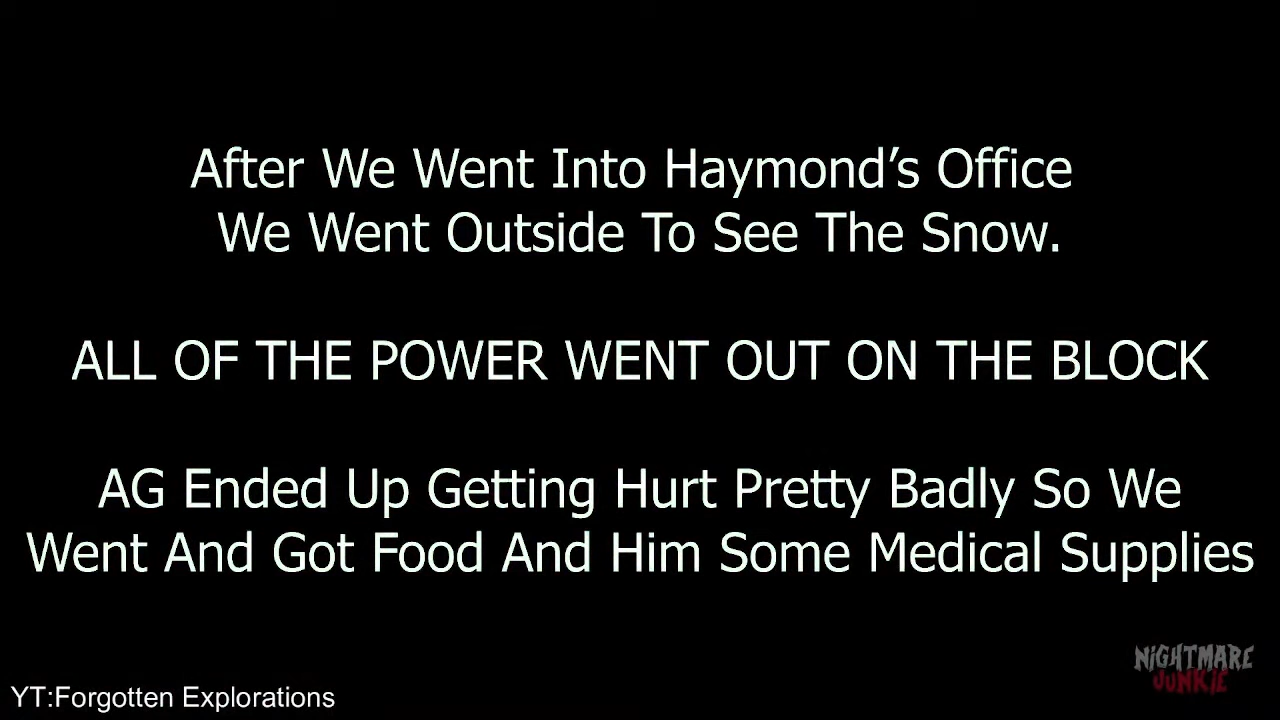 After We Went Into Haymond’s Office
We Went Outside To See The Snow.
ALL OF THE POWER WENT OUT ON THE BLOCK
AG Ended Up Getting Hurt Pretty Badly So We
Went And Got Food And Him Some Medical Supplies
NiGHTMARE
JUNKiE
YT:Forgotten Explorations